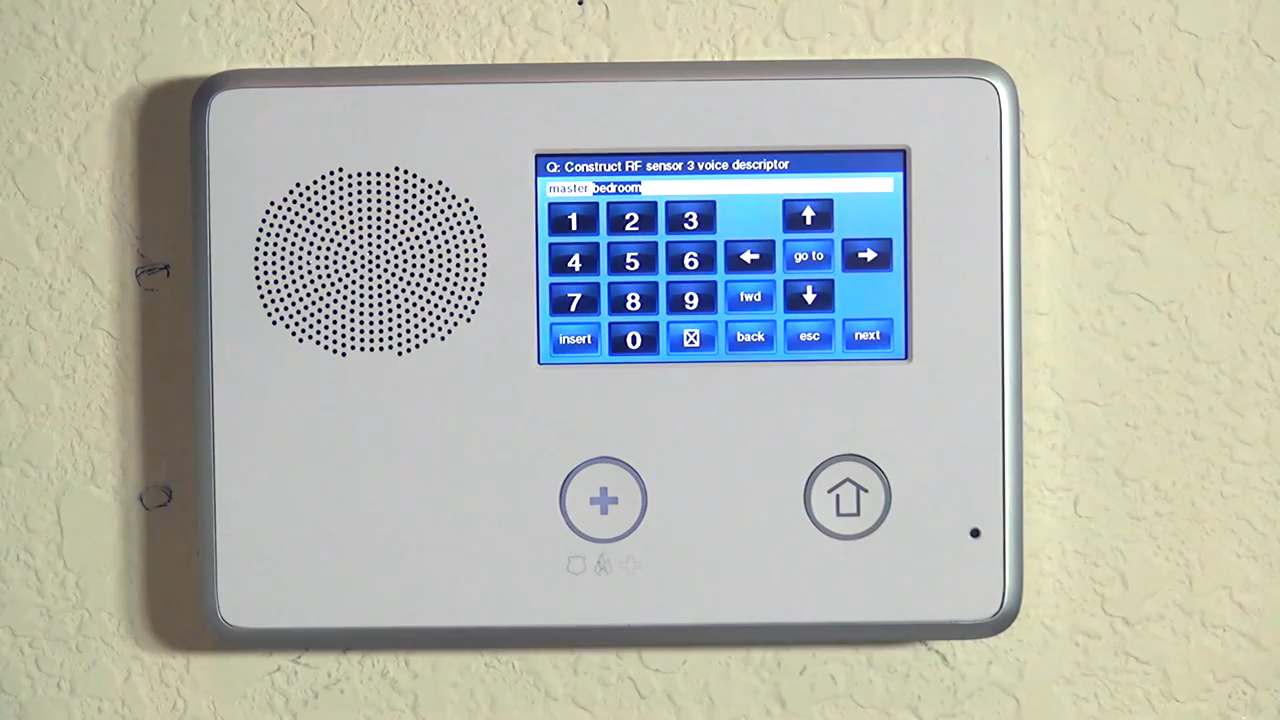 Q: Construct RF sensor 3 voice descriptor
master bedroom
1 2 3
4 5 6 go to
7 8 9 fwd
insert 0 back esc next